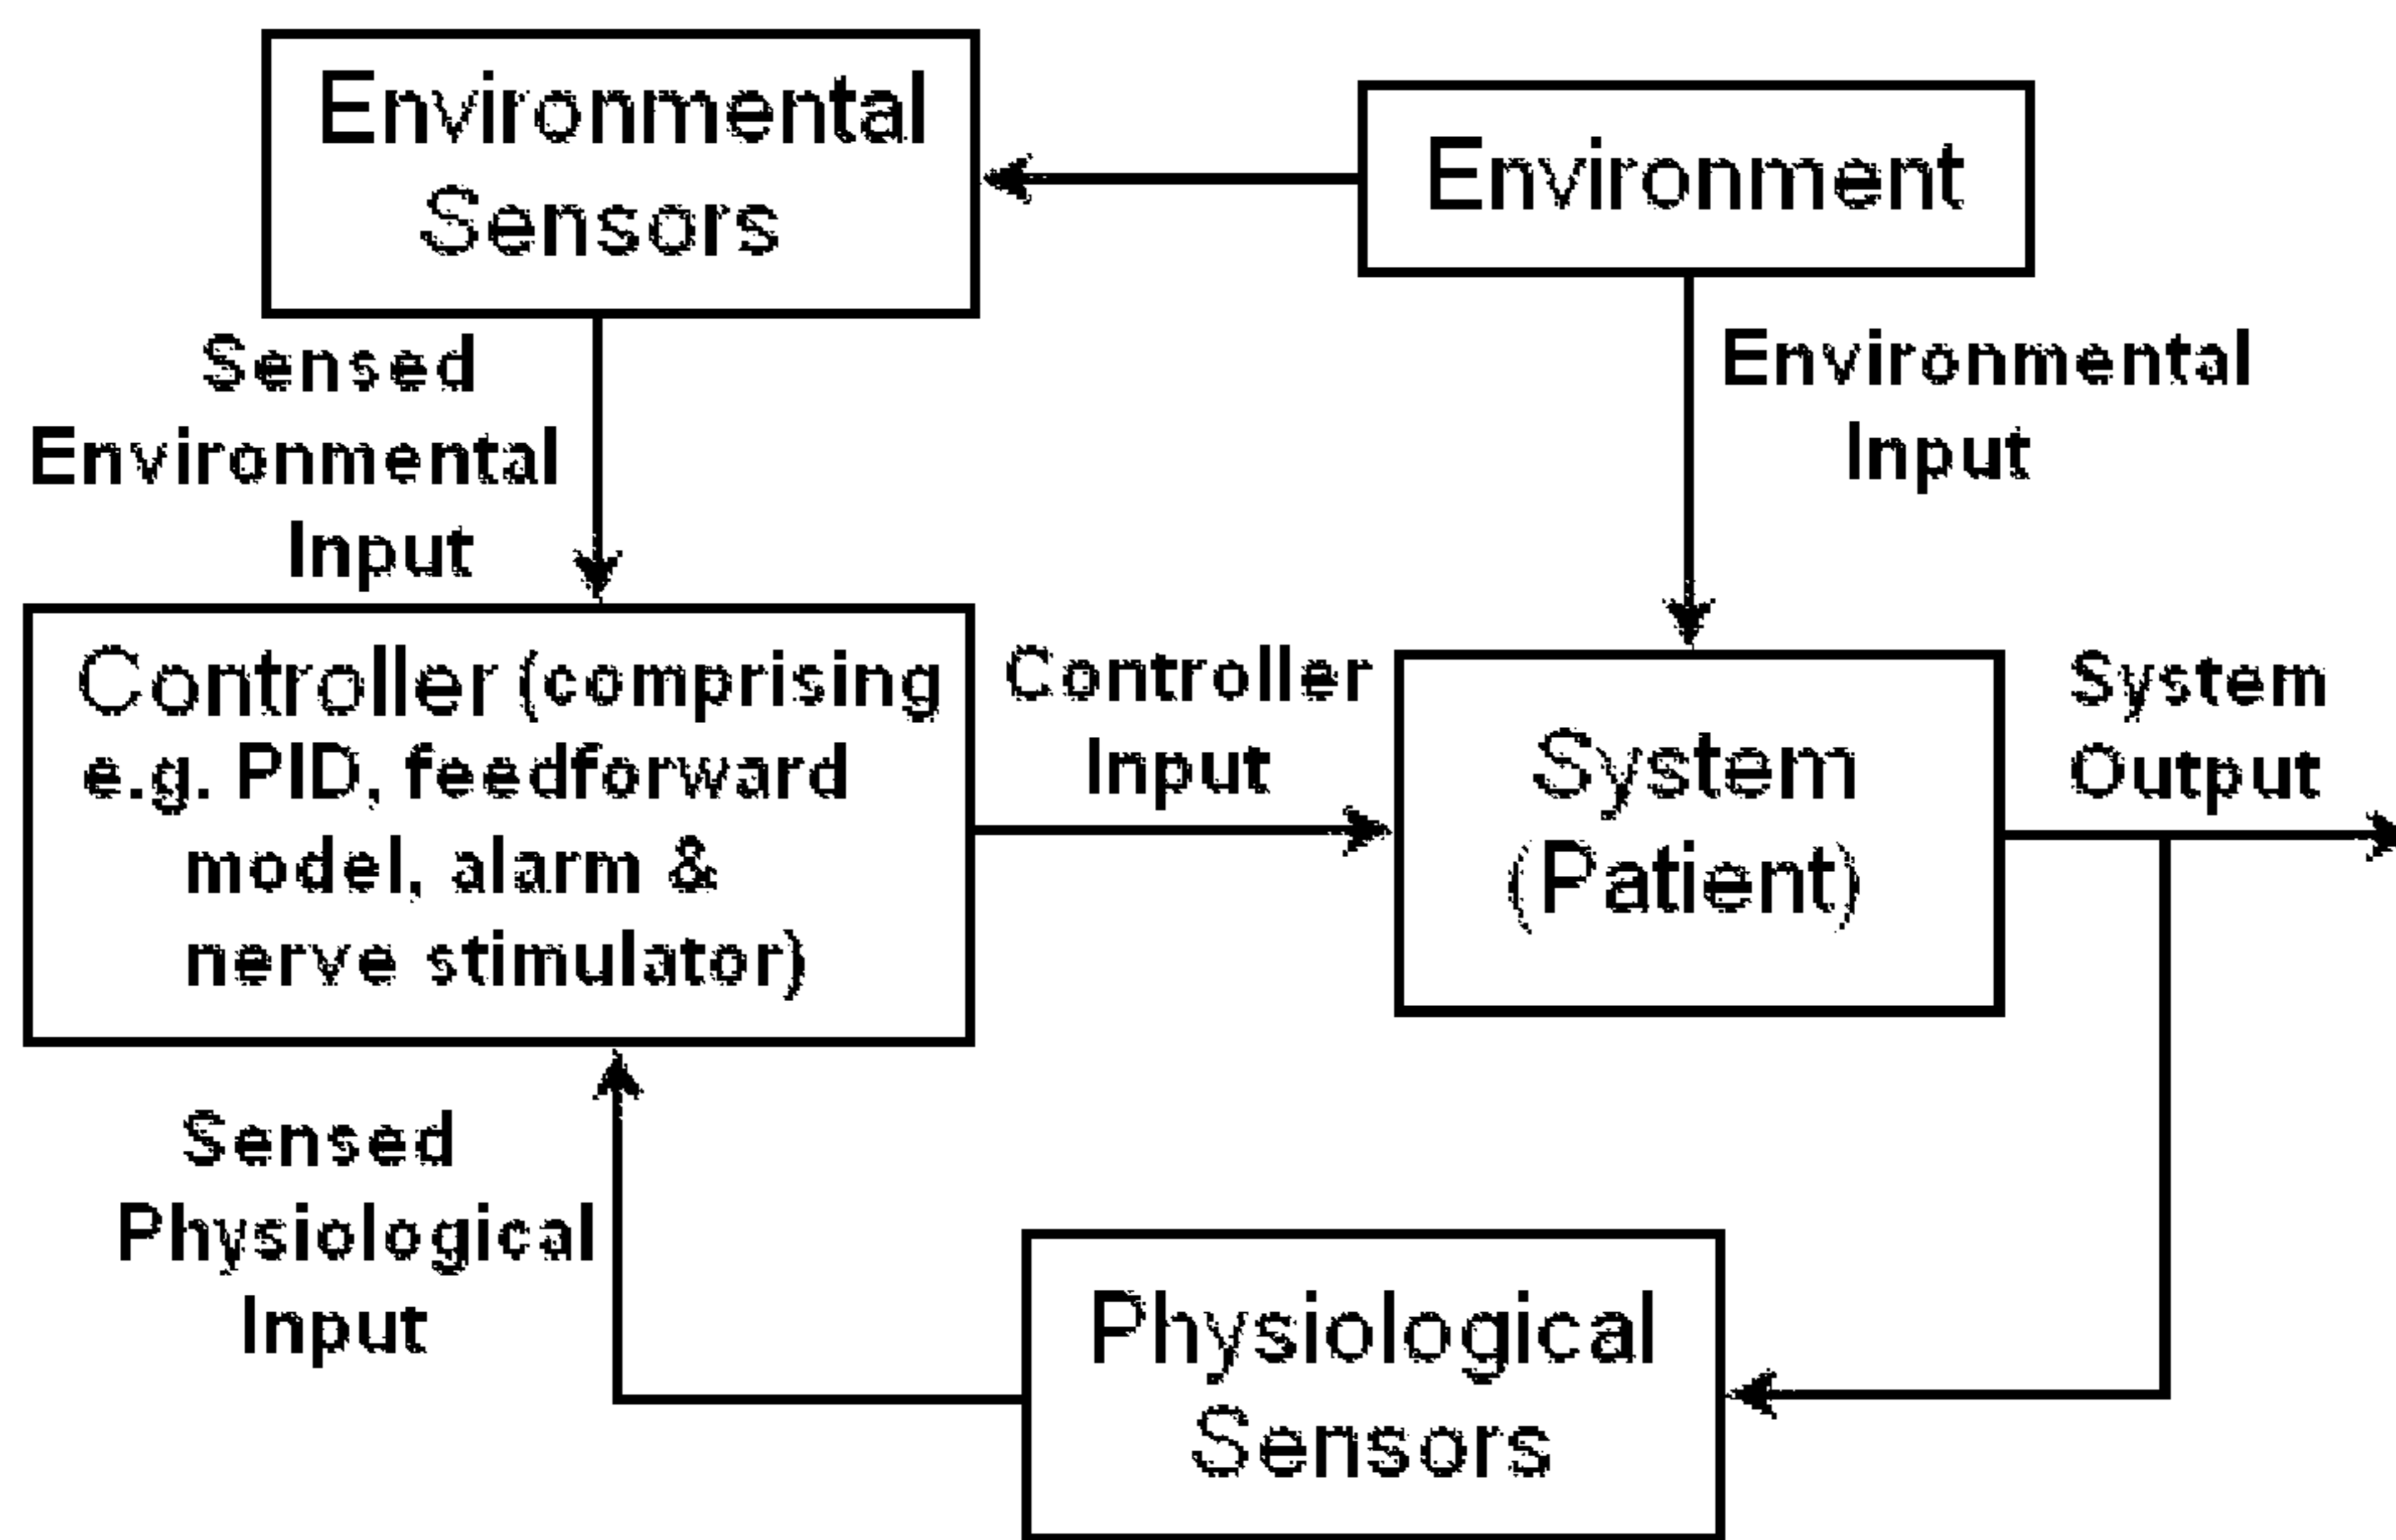 Environmental
Sensors
Environment
Sensed
Environmental
Input
Environmental
Input
Controller (comprising
e.g. PID, feedforward
model, alarm &
nerve stimulator)
Controller
Input
System
(Patient)
System
Output
Sensed
Physiological
Input
Physiological
Sensors